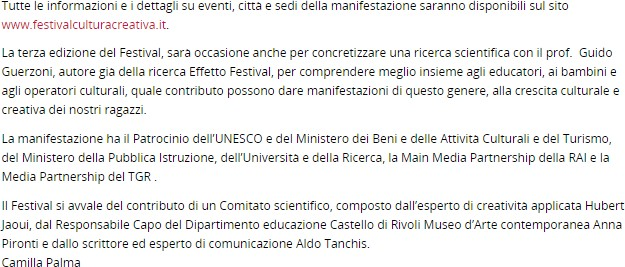 Tutte le informazioni e i dettagli su eventi, città e sedi della manifestazione saranno disponibili sul sito
www.festivalculturacreativa.it.
La terza edizione del Festival, sarà occasione anche per concretizzare una ricerca scientifica con il prof. Guido
Guerzoni, autore già della ricerca Effetto Festival, per comprendere meglio insieme agli educatori, ai bambini e
agli operatori culturali, quale contributo possono dare manifestazioni di questo genere, alla crescita culturale e
creativa dei nostri ragazzi.
La manifestazione ha il Patrocinio dell'UNESCO e del Ministero dei Beni e delle Attività Culturali e del Turismo,
del Ministero della Pubblica Istruzione, dell'Università e della Ricerca, la Main Media Partnership della RAI e la
Media Partnership del TGR .
Il Festival si avvale del contributo di un Comitato scientifico, composto dall'esperto di creatività applicata Hubert
Jaoui, dal Responsabile Capo del Dipartimento educazione Castello di Rivoli Museo d'Arte contemporanea Anna
Pironti e dallo scrittore ed esperto di comunicazione Aldo Tanchis.
Camilla Palma